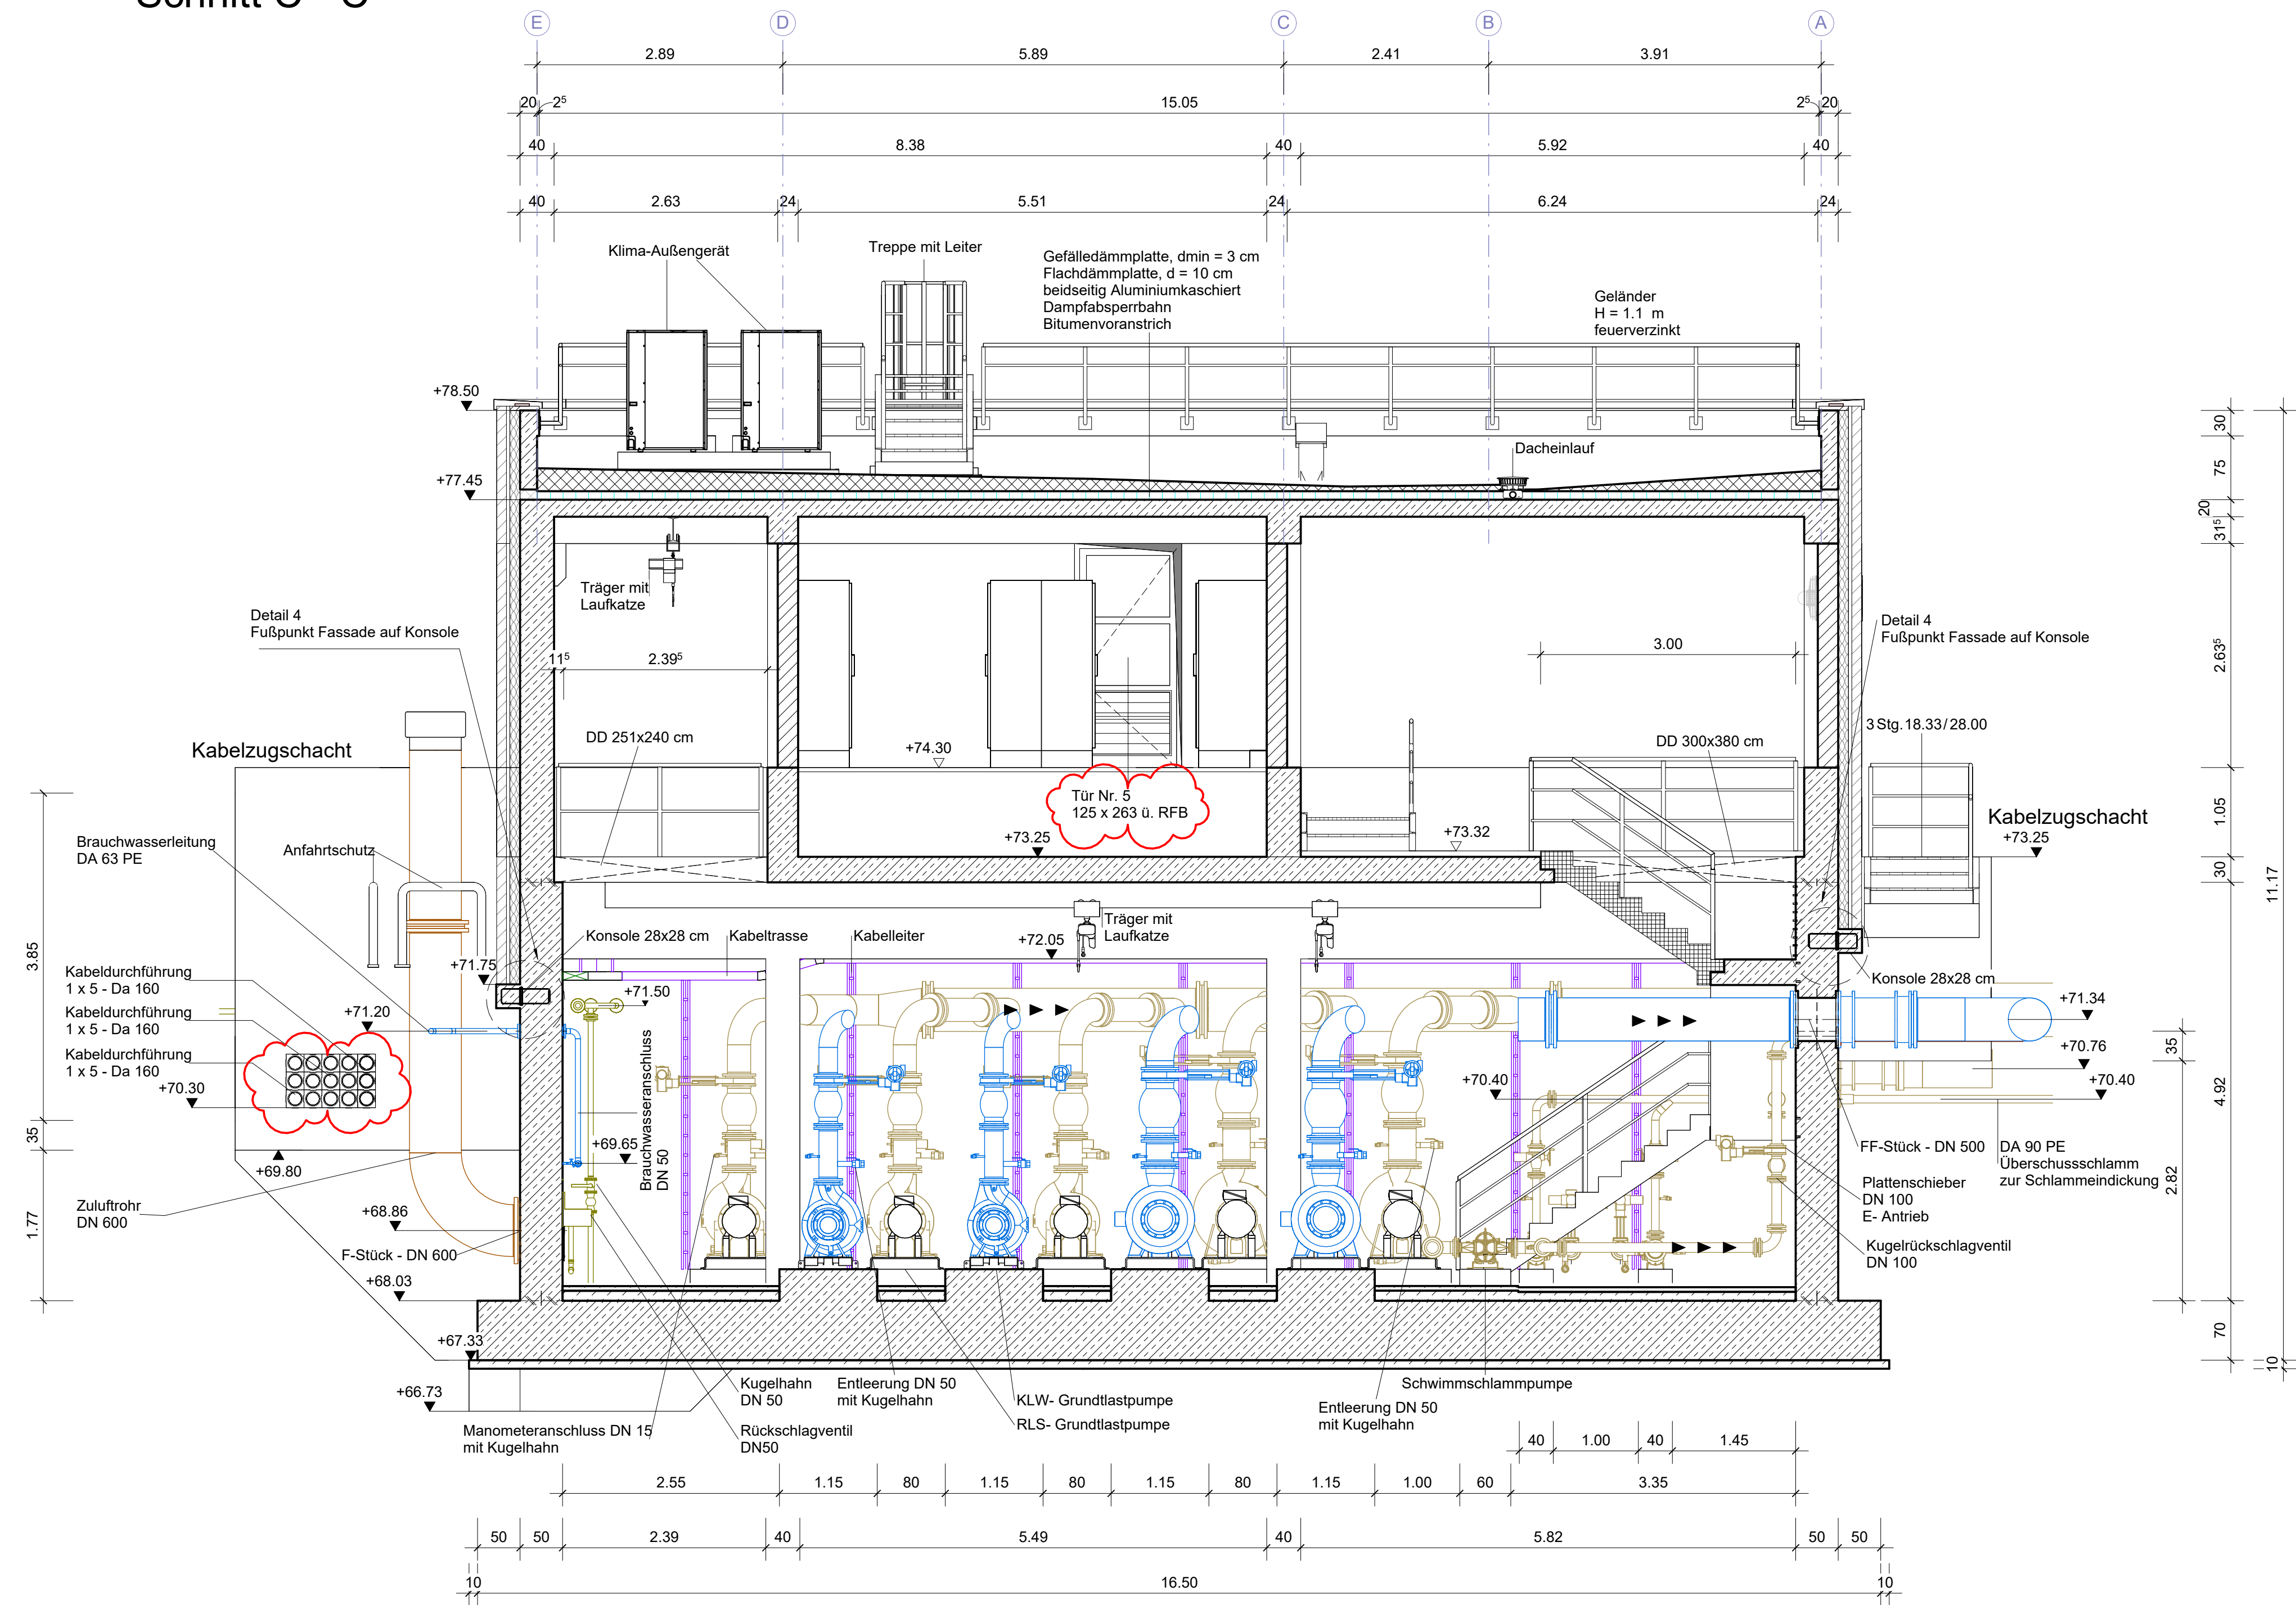 E D C B A
2.89 5.89 2.41 3.91
20 2⁵ 15.05 2⁵ 20
40 8.38 40 5.92 40
40 2.63 24 5.51 24 6.24 24
Klima-Außengerät
Treppe mit Leiter
Gefälledämmplatte, dmin = 3 cm
Flachdämmplatte, d = 10 cm
beidseitig Aluminiumkaschiert
Dampfabsperrbahn
Bitumenvoranstrich
Geländer
H = 1.1 m
feuerverzinkt
+78.50
+77.45
Dacheinlauf
30
75
20
31⁵
2.63⁵
1.05
30
4.92
70
11.17
10
Träger mit
Laufkatze
Detail 4
Fußpunkt Fassade auf Konsole
11⁵ 2.39⁵
3.00
Detail 4
Fußpunkt Fassade auf Konsole
Kabelzugschacht
DD 251x240 cm
+74.30
DD 300x380 cm
3 Stg.18.33/28.00
Tür Nr. 5
125 x 263 ü. RFB
+73.25
+73.32
Kabelzugschacht
+73.25
Brauchwasserleitung
DA 63 PE
Anfahrtschutz
Träger mit
Laufkatze
Konsole 28x28 cm
Kabeltrasse
Kabelleiter
+72.05
+71.75
Kabeldurchführung
1 x 5 - Da 160
Kabeldurchführung
1 x 5 - Da 160
Kabeldurchführung
1 x 5 - Da 160
+70.30
+71.20
+71.50
Brauchwasseranschluss
DN 50
+69.65
+70.40
Konsole 28x28 cm
+71.34
+70.76
+70.40
35
2.82
3.85
35
1.77
+69.80
Zuluftrohr
DN 600
+68.86
F-Stück - DN 600
+68.03
+67.33
+66.73
FF-Stück - DN 500
DA 90 PE
Überschussschlamm
zur Schlammeindickung
Plattenschieber
DN 100
E- Antrieb
Kugelrückschlagventil
DN 100
Manometeranschluss DN 15
mit Kugelhahn
Kugelhahn
DN 50
Rückschlagventil
DN50
Entleerung DN 50
mit Kugelhahn
KLW- Grundtlastpumpe
RLS- Grundtlastpumpe
Schwimmschlammpumpe
Entleerung DN 50
mit Kugelhahn
40 1.00 40 1.45
2.55 1.15 80 1.15 80 1.15 80 1.15 1.00 60 3.35
50 50 2.39 40 5.49 40 5.82 50 50
10 16.50 10